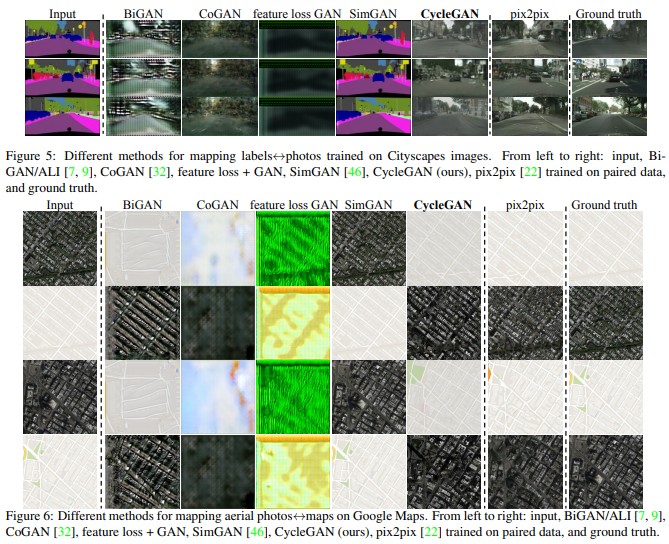 Input BiGAN CoGAN feature loss GAN SimGAN CycleGAN pix2pix Ground truth
Figure 5: Different methods for mapping labels↔photos trained on Cityscapes images. From left to right: input, Bi-
GAN/ALI [7, 9], CoGAN [32], feature loss + GAN, SimGAN [46], CycleGAN (ours), pix2pix [22] trained on paired data,
and ground truth.
Input BiGAN CoGAN feature loss GAN SimGAN CycleGAN pix2pix Ground truth
Figure 6: Different methods for mapping aerial photos↔maps on Google Maps. From left to right: input, BiGAN/ALI [7, 9],
CoGAN [32], feature loss + GAN, SimGAN [46], CycleGAN (ours), pix2pix [22] trained on paired data, and ground truth.